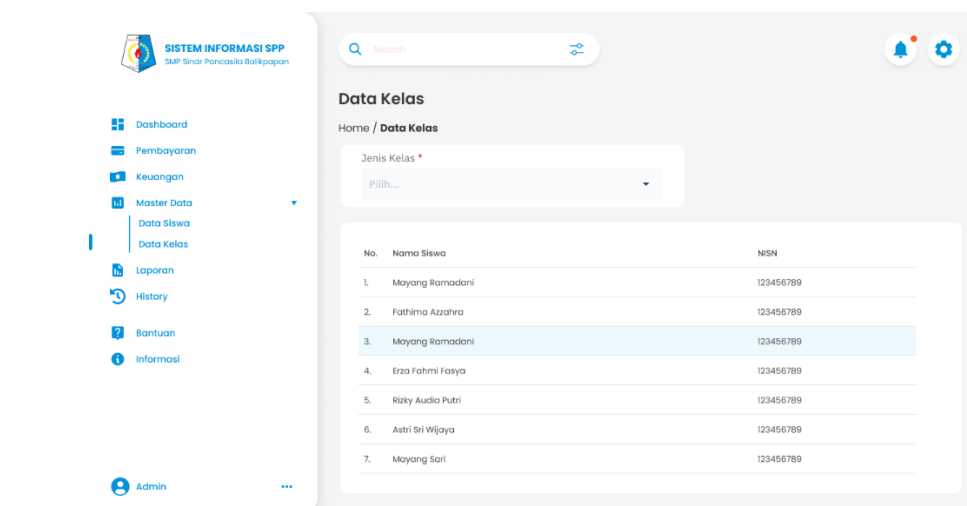 SISTEM INFORMASI SPP
SMP Sinar Pancasila Balikpapan
Dashboard
Pembayaran
Keuangan
Master Data
Data Siswa
Data Kelas
Laporan
History
Bantuan
Informasi
Admin
Search
Data Kelas
Home / Data Kelas
Jenis Kelas *
Pilih...
No. Nama Siswa NISN
1. Mayang Ramadani 123456789
2. Fathima Azzahra 123456789
3. Mayang Ramadani 123456789
4. Erza Fahmi Fasya 123456789
5. Rizky Audia Putri 123456789
6. Astri Sri Wijaya 123456789
7. Mayang Sari 123456789